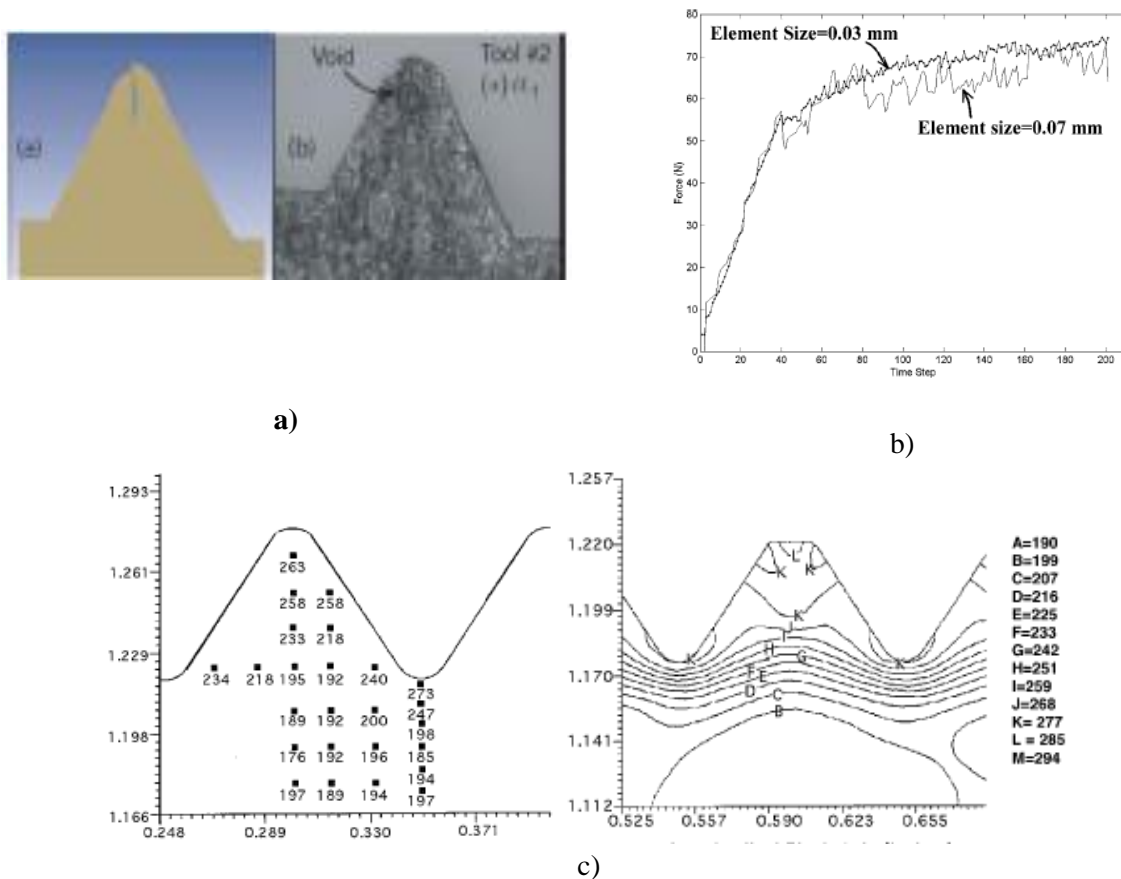 (a)
Void
Tool #2
(b)
80
70
60
50
40
30
20
10
0
Force (N)
Element Size=0.03 mm
Element size=0.07 mm
0 20 40 60 80 100 120 140 160 180 200
Time Step
a)
b)
1.293
1.261
1.229
1.198
1.166
263
258 258
233 218
234 218 195 192 240
273
247
189 192 200
198
176 192 196 185
194
197 189 194 197
0.248 0.289 0.330 0.371
1.257
1.220
1.199
1.170
1.141
1.112
L
K K
K
J
I
H
G
F
E
D
C
B
K
K
0.525 0.557 0.590 0.623 0.655
A=190
B=199
C=207
D=216
E=225
F=233
G=242
H=251
I=259
J=268
K= 277
L = 285
M=294
c)